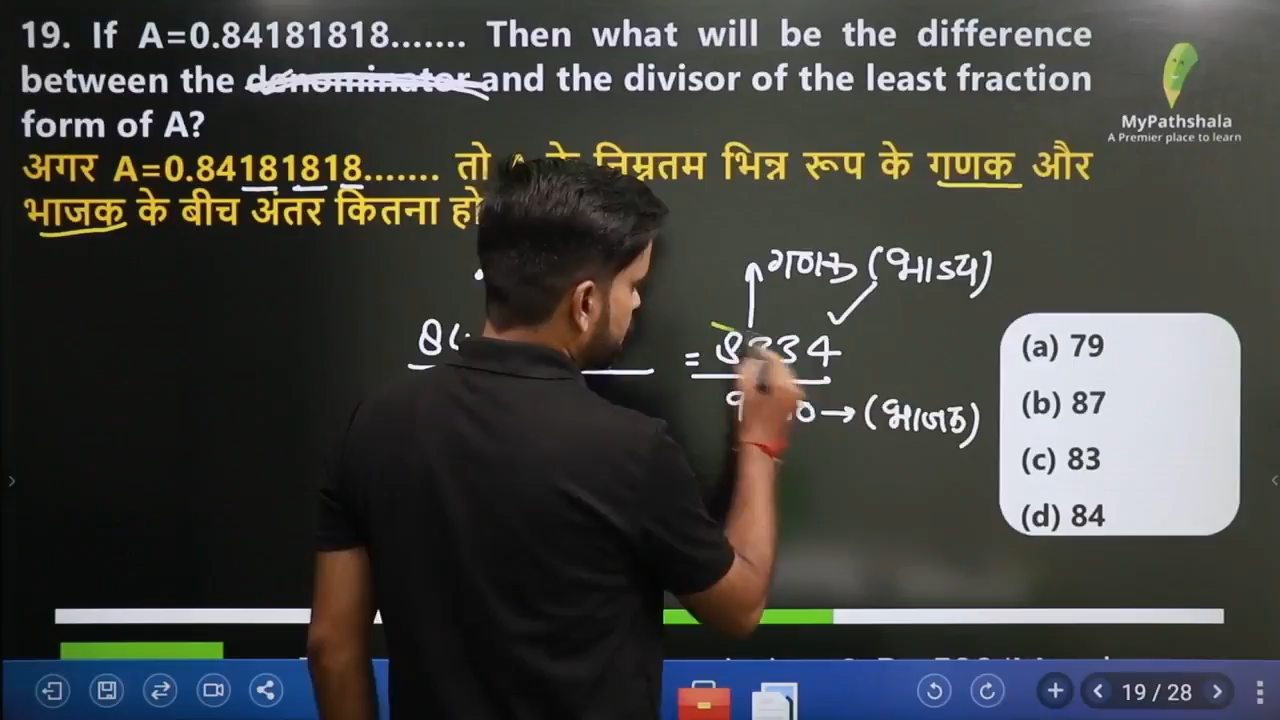 19. If A=0.84181818....... Then what will be the difference
between the denominator and the divisor of the least fraction
form of A?
MyPathshala
A Premier place to learn
अगर A=0.84181818....... तो के निम्नतम भिन्न रूप के गणक और
भाजक के बीच अंतर कितना
गणक (भाज्य)
= 8334
(भाजक)
(a) 79
(b) 87
(c) 83
(d) 84
19 / 28